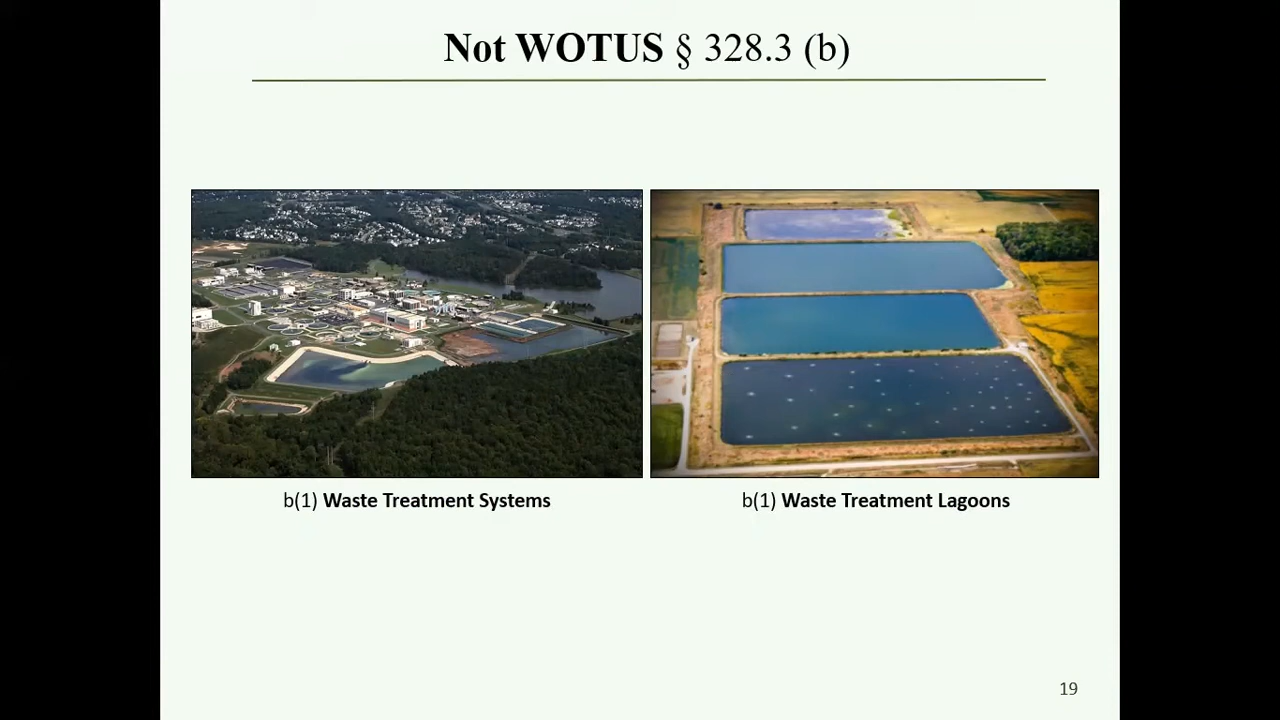 Not WOTUS § 328.3 (b)
b(1) Waste Treatment Systems
b(1) Waste Treatment Lagoons
19